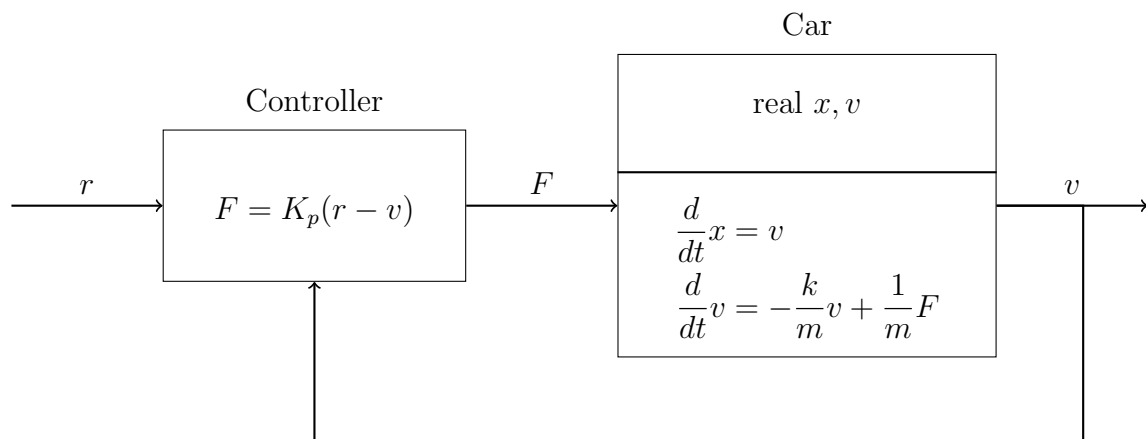 Car
Controller
real x, v
r
F = K_p(r − v)
F
v
d/dt x = v
d/dt v = −k/m v + 1/m F